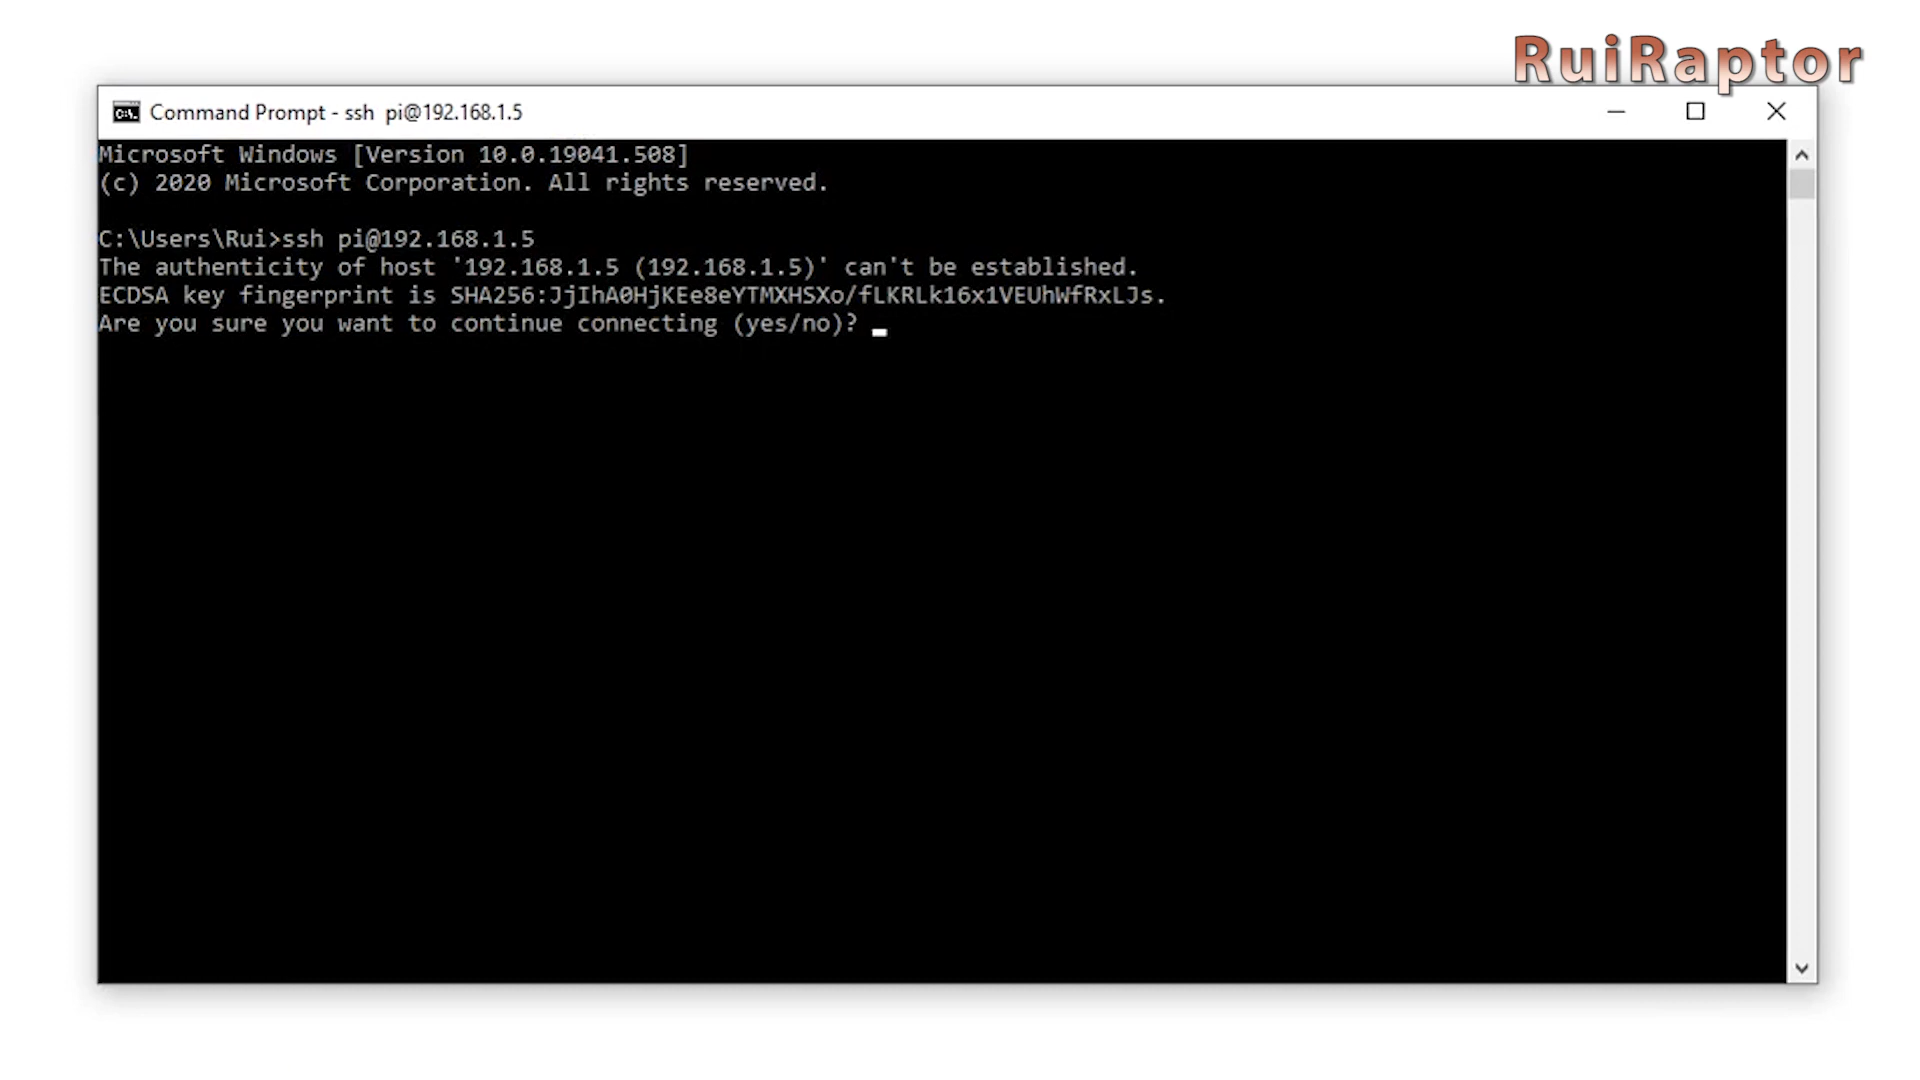 RuiRaptor
Command Prompt - ssh  pi@192.168.1.5
Microsoft Windows [Version 10.0.19041.508]
(c) 2020 Microsoft Corporation. All rights reserved.
C:\Users\Rui>ssh pi@192.168.1.5
The authenticity of host '192.168.1.5 (192.168.1.5)' can't be established.
ECDSA key fingerprint is SHA256:JjIhA0HjKEe8eYTMXHSXo/fLKRLk16x1VEUhWfRxLJs.
Are you sure you want to continue connecting (yes/no)?